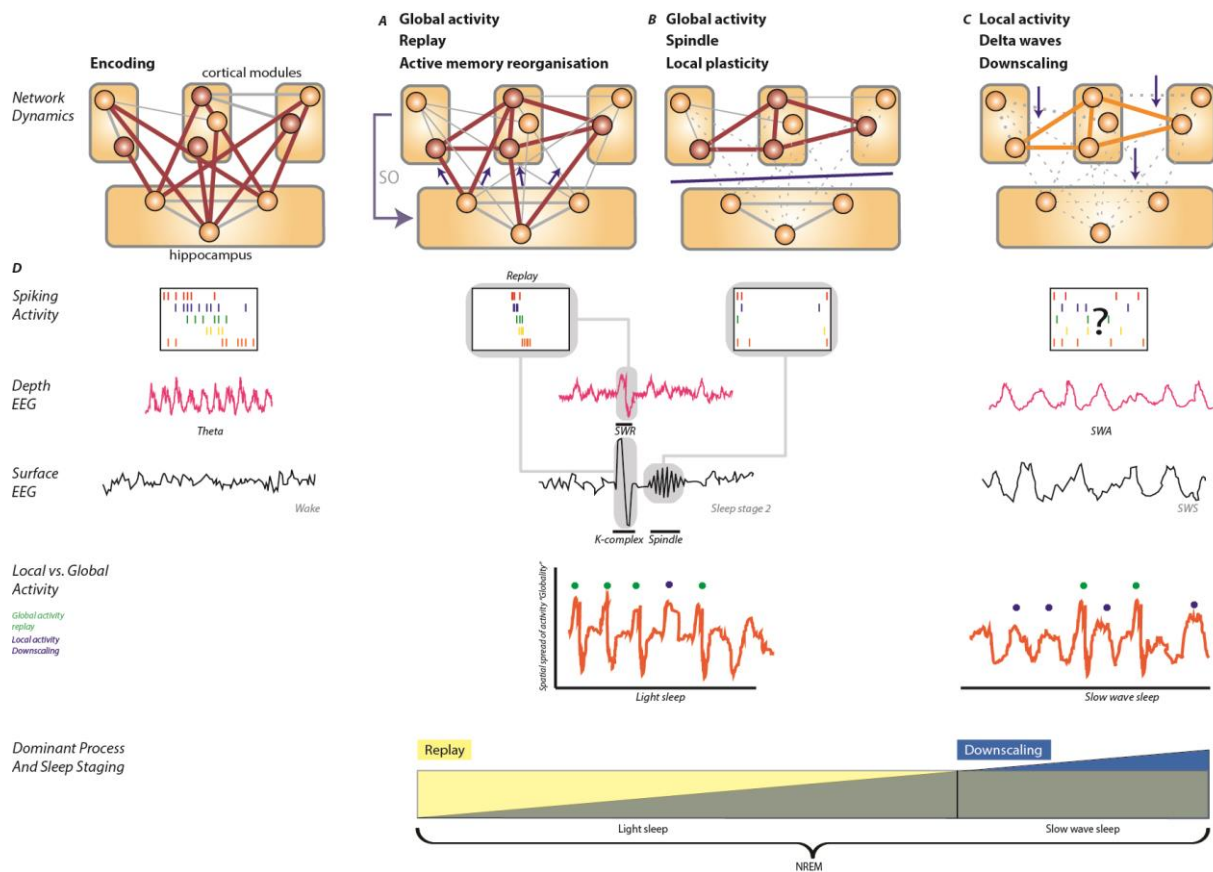 A Global activity
Replay
Active memory reorganisation
B Global activity
Spindle
Local plasticity
C Local activity
Delta waves
Downscaling
Encoding
cortical modules
Network
Dynamics
SO
hippocampus
D
Spiking
Activity
Replay
?
Depth
EEG
Theta
SWR
SWA
Surface
EEG
Wake
Sleep stage 2
SWS
K-complex
Spindle
Local vs. Global
Activity
Global activity
replay
Local activity
Downscaling
Spatial spread of activity "Globality"
Light sleep
Slow wave sleep
Dominant Process
And Sleep Staging
Replay
Downscaling
Light sleep
Slow wave sleep
NREM